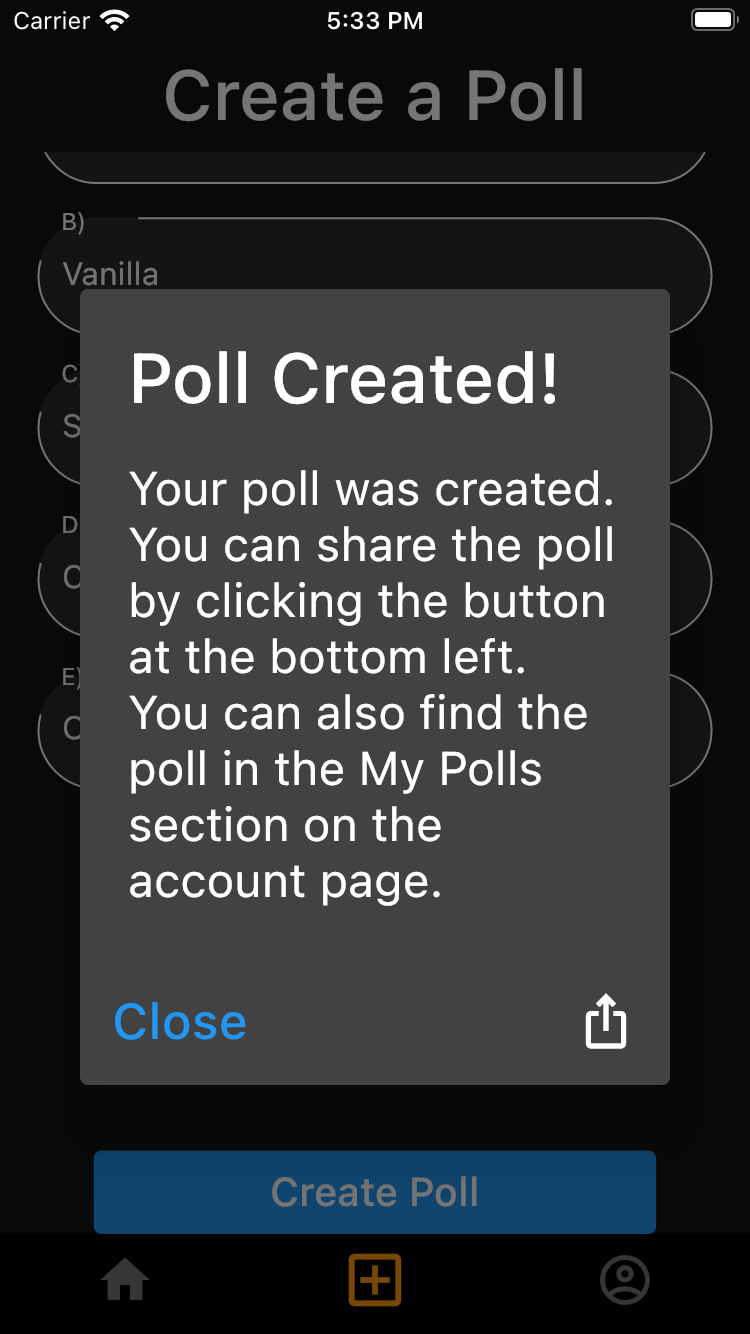 Carrier 5:33 PM
Create a Poll
B)
Vanilla
Poll Created!
Your poll was created.
You can share the poll
by clicking the button
at the bottom left.
You can also find the
poll in the My Polls
section on the
account page.
E)
Close
Create Poll